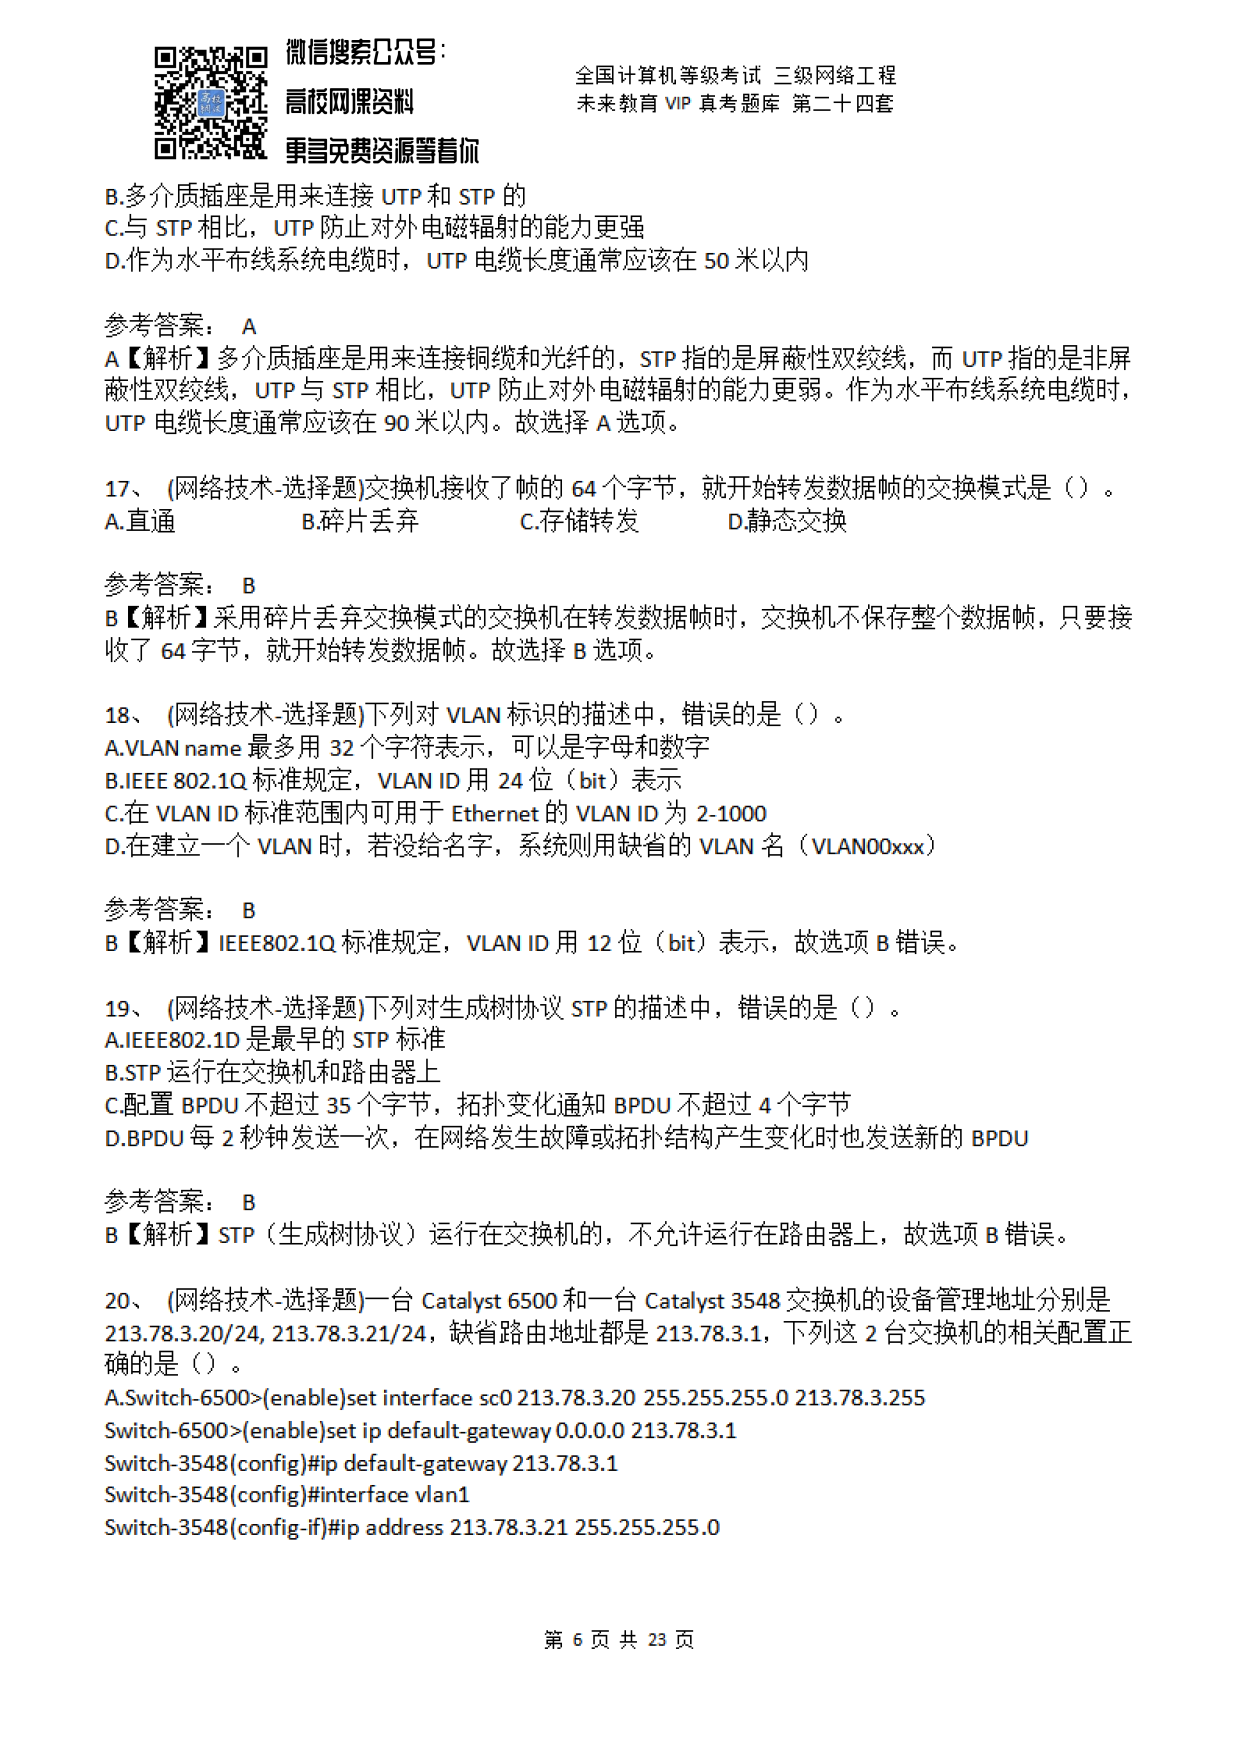 微信搜索公众号：
高校网课资料
更多免费资源等着你
全国计算机等级考试 三级网络工程
未来教育 VIP 真考题库 第二十四套
高校
网课
B.多介质插座是用来连接 UTP 和 STP 的
C.与 STP 相比，UTP 防止对外电磁辐射的能力更强
D.作为水平布线系统电缆时，UTP 电缆长度通常应该在 50 米以内
参考答案： A
A【解析】多介质插座是用来连接铜缆和光纤的，STP 指的是屏蔽性双绞线，而 UTP 指的是非屏
蔽性双绞线，UTP 与 STP 相比，UTP 防止对外电磁辐射的能力更弱。作为水平布线系统电缆时，
UTP 电缆长度通常应该在 90 米以内。故选择 A 选项。
17、 (网络技术-选择题)交换机接收了帧的 64 个字节，就开始转发数据帧的交换模式是（）。
A.直通 B.碎片丢弃 C.存储转发 D.静态交换
参考答案： B
B【解析】采用碎片丢弃交换模式的交换机在转发数据帧时，交换机不保存整个数据帧，只要接
收了 64 字节，就开始转发数据帧。故选择 B 选项。
18、 (网络技术-选择题)下列对 VLAN 标识的描述中，错误的是（）。
A.VLAN name 最多用 32 个字符表示，可以是字母和数字
B.IEEE 802.1Q 标准规定，VLAN ID 用 24 位（bit）表示
C.在 VLAN ID 标准范围内可用于 Ethernet 的 VLAN ID 为 2-1000
D.在建立一个 VLAN 时，若没给名字，系统则用缺省的 VLAN 名（VLAN00xxx）
参考答案： B
B【解析】IEEE802.1Q 标准规定，VLAN ID 用 12 位（bit）表示，故选项 B 错误。
19、 (网络技术-选择题)下列对生成树协议 STP 的描述中，错误的是（）。
A.IEEE802.1D 是最早的 STP 标准
B.STP 运行在交换机和路由器上
C.配置 BPDU 不超过 35 个字节，拓扑变化通知 BPDU 不超过 4 个字节
D.BPDU 每 2 秒钟发送一次，在网络发生故障或拓扑结构产生变化时也发送新的 BPDU
参考答案： B
B【解析】STP（生成树协议）运行在交换机的，不允许运行在路由器上，故选项 B 错误。
20、 (网络技术-选择题)一台 Catalyst 6500 和一台 Catalyst 3548 交换机的设备管理地址分别是
213.78.3.20/24, 213.78.3.21/24，缺省路由地址都是 213.78.3.1，下列这 2 台交换机的相关配置正
确的是（）。
A.Switch-6500>(enable)set interface sc0 213.78.3.20 255.255.255.0 213.78.3.255
Switch-6500>(enable)set ip default-gateway 0.0.0.0 213.78.3.1
Switch-3548(config)#ip default-gateway 213.78.3.1
Switch-3548(config)#interface vlan1
Switch-3548(config-if)#ip address 213.78.3.21 255.255.255.0
第 6 页 共 23 页